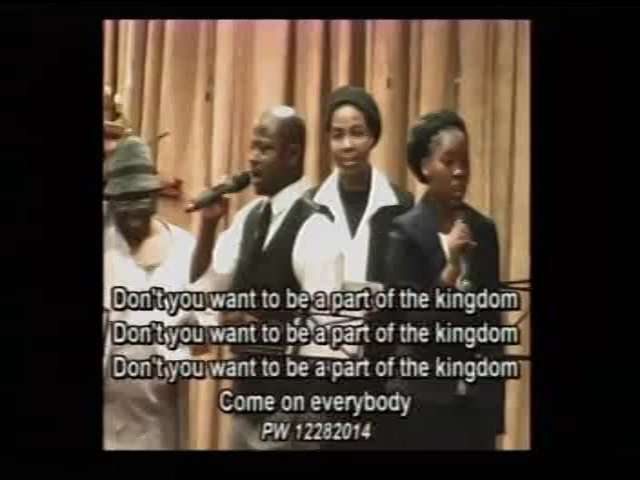 Don't you want to be a part of the kingdom
Don't you want to be a part of the kingdom
Don't you want to be a part of the kingdom
Come on everybody
PW 12282014